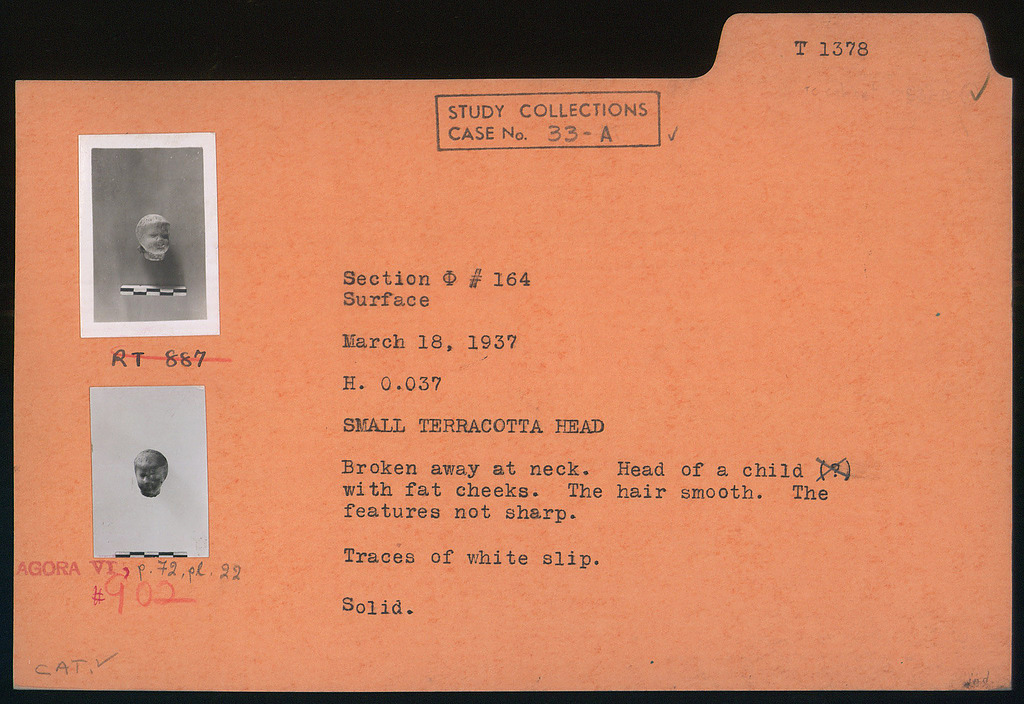 T 1378
STUDY COLLECTIONS
CASE No. 33-A
RT 887
Section Φ # 164
Surface
March 18, 1937
H. 0.037
SMALL TERRACOTTA HEAD
Broken away at neck. Head of a child (?)
with fat cheeks. The hair smooth. The
features not sharp.
Traces of white slip.
Solid.
AGORA VI, p. 72, pl. 22
#902
CAT. ✓
ind.